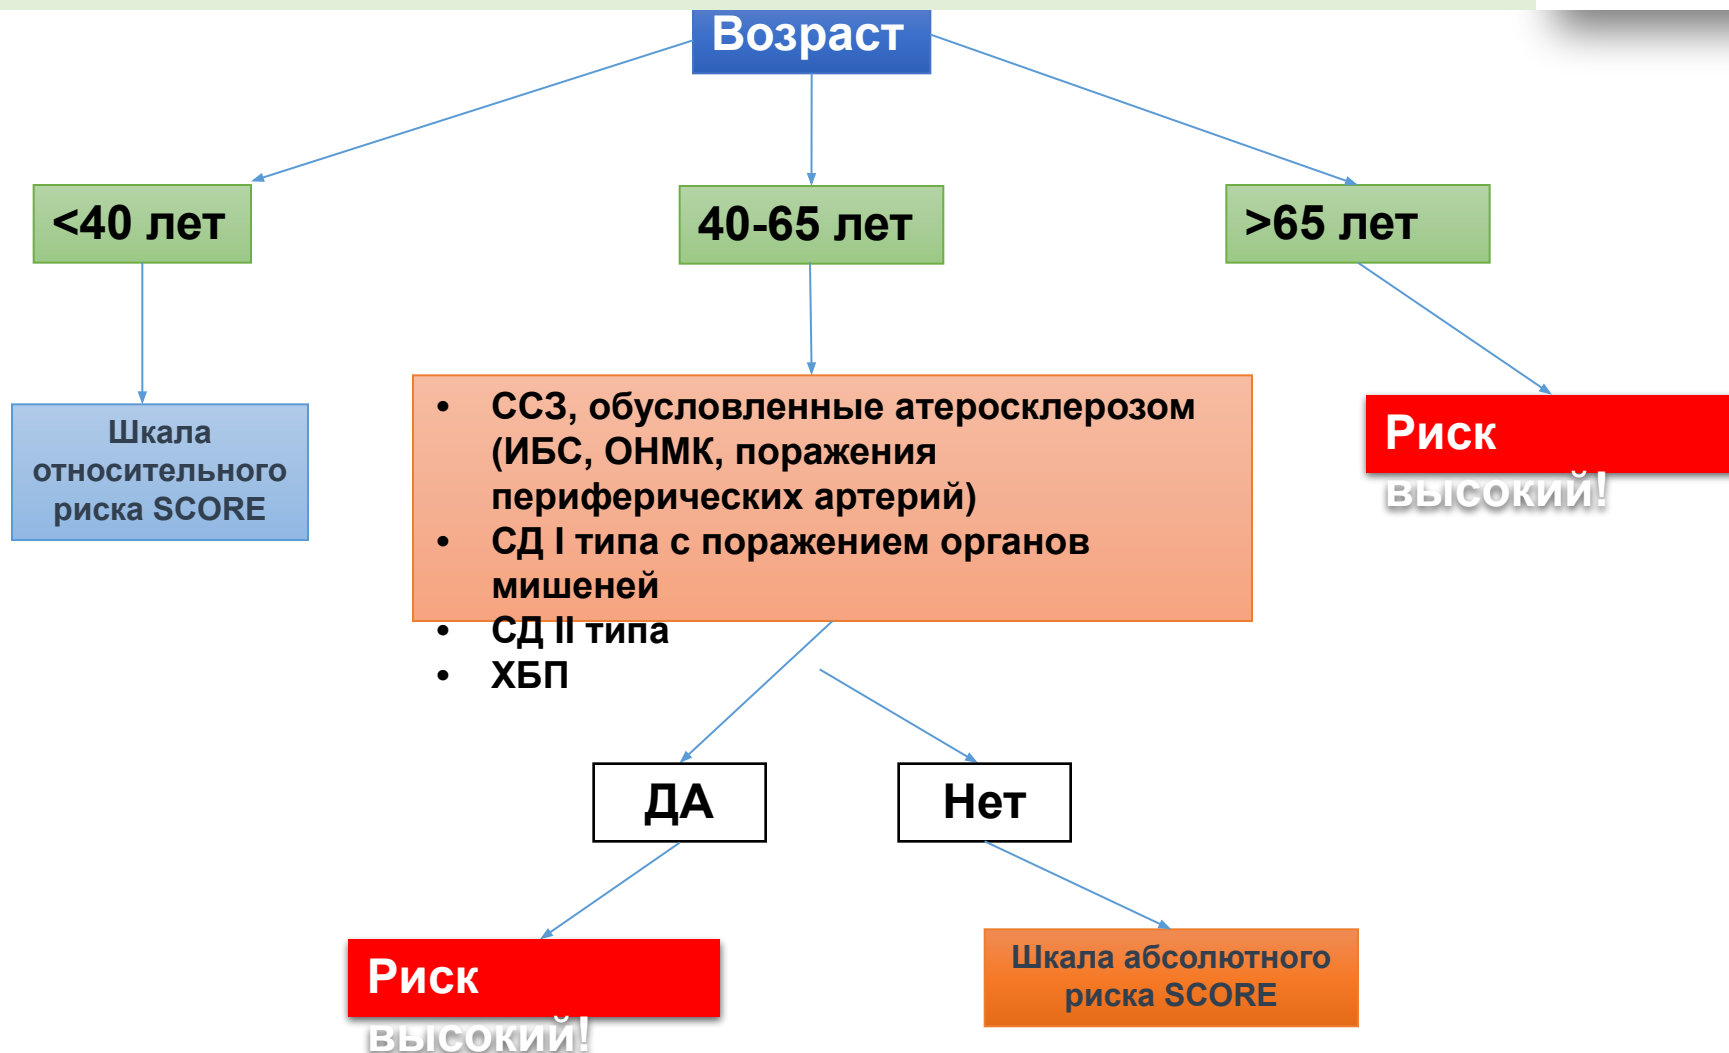 Возраст
<40 лет
40-65 лет
>65 лет
Шкала
относительного
риска SCORE
• ССЗ, обусловленные атеросклерозом
(ИБС, ОНМК, поражения
периферических артерий)
• СД I типа с поражением органов
мишеней
• СД II типа
• ХБП
Риск
высокий!
ДА
Нет
Риск
высокий!
Шкала абсолютного
риска SCORE